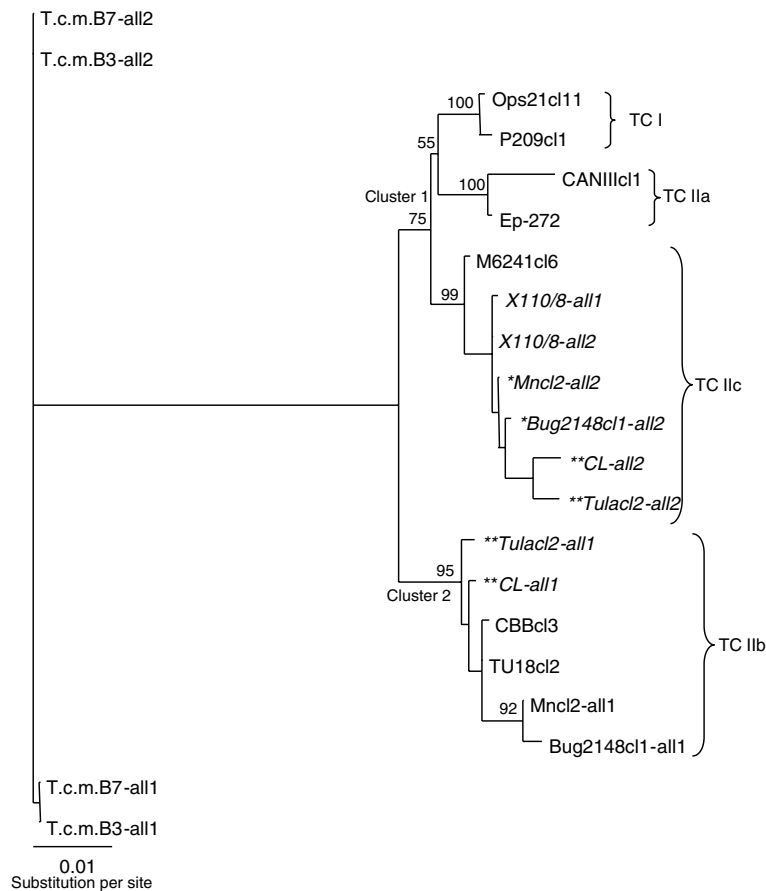 T.c.m.B7-all2
T.c.m.B3-all2
100
Ops21cl11
TC I
P209cl1
55
100
CANIIIcl1
TC IIa
Cluster 1
Ep-272
75
M6241cl6
99
X110/8-all1
X110/8-all2
*Mncl2-all2
TC IIc
*Bug2148cl1-all2
**CL-all2
**Tulacl2-all2
**Tulacl2-all1
95
**CL-all1
Cluster 2
CBBcl3
TC IIb
TU18cl2
92
Mncl2-all1
Bug2148cl1-all1
T.c.m.B7-all1
T.c.m.B3-all1
0.01
Substitution per site